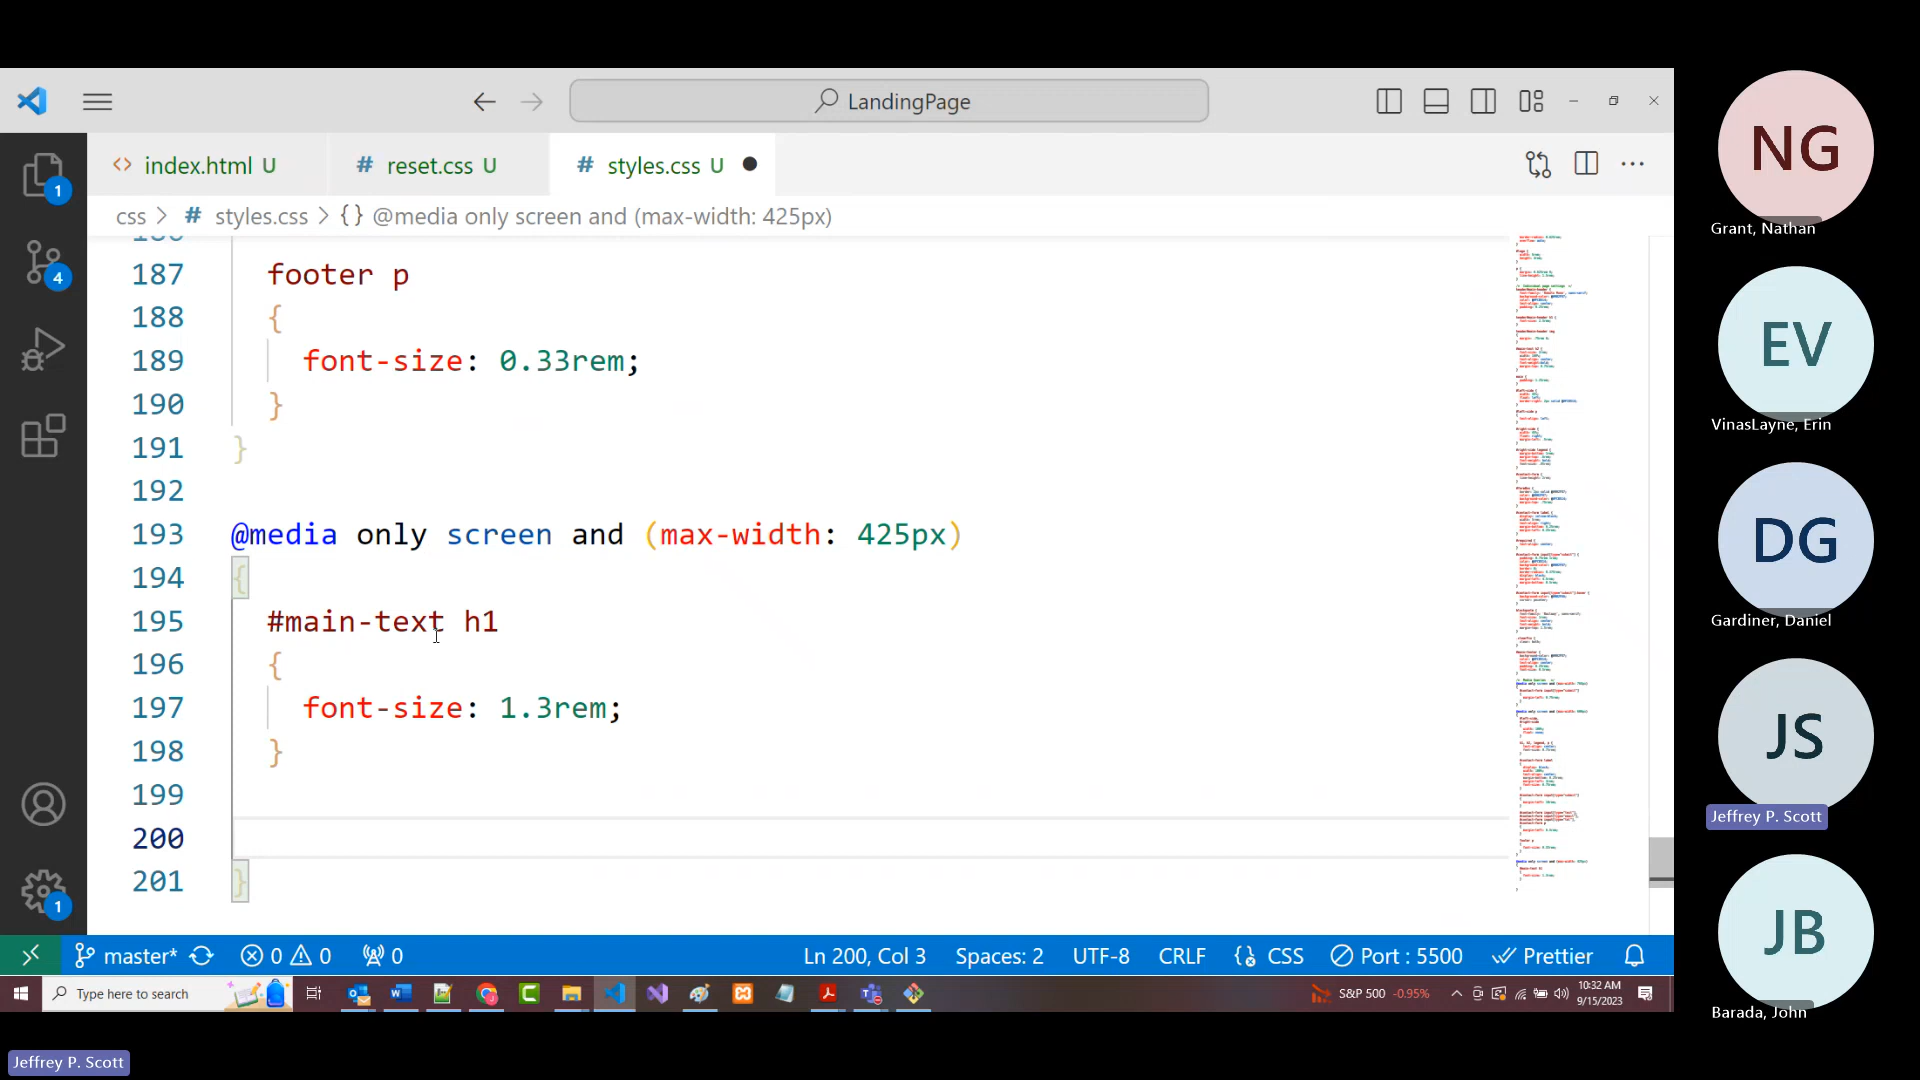 LandingPage
index.html U
# reset.css U
# styles.css U
css > # styles.css > {} @media only screen and (max-width: 425px)
187 footer p
188 {
189 font-size: 0.33rem;
190 }
191 }
192
193 @media only screen and (max-width: 425px)
194 {
195 #main-text h1
196 {
197 font-size: 1.3rem;
198 }
199
200
201 }
1
4
1
master* 0 0 0 Ln 200, Col 3 Spaces: 2 UTF-8 CRLF CSS Port : 5500 Prettier
Type here to search
S&P 500 -0.95%
10:32 AM
9/15/2023
Jeffrey P. Scott
NG
Grant, Nathan
EV
VinasLayne, Erin
DG
Gardiner, Daniel
JS
Jeffrey P. Scott
JB
Barada, John